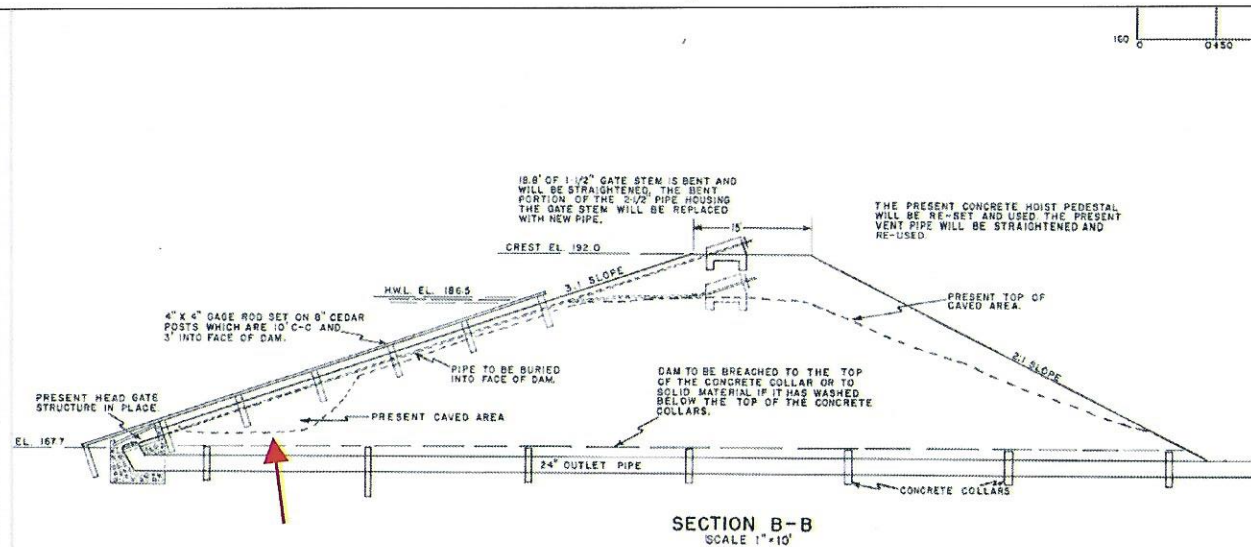 160
0
0450
18.8' OF 1-1/2" GATE STEM IS BENT AND
WILL BE STRAIGHTENED, THE BENT
PORTION OF THE 2-1/2" PIPE HOUSING
THE GATE STEM WILL BE REPLACED
WITH NEW PIPE.
15'
THE PRESENT CONCRETE HOIST PEDESTAL
WILL BE RE-SET AND USED. THE PRESENT
VENT PIPE WILL BE STRAIGHTENED AND
RE-USED.
CREST EL. 192.0
3:1 SLOPE
H.W.L. EL. 186.5
PRESENT TOP OF
CAVED AREA.
4" X 4" GAGE ROD SET ON 8" CEDAR
POSTS WHICH ARE 10' C-C AND
3' INTO FACE OF DAM.
PIPE TO BE BURIED
INTO FACE OF DAM.
2:1 SLOPE
DAM TO BE BREACHED TO THE TOP
OF THE CONCRETE COLLAR OR TO
SOLID MATERIAL IF IT HAS WASHED
BELOW THE TOP OF THE CONCRETE
COLLARS.
PRESENT HEAD GATE
STRUCTURE IN PLACE.
PRESENT CAVED AREA
EL. 167.7
24" OUTLET PIPE
CONCRETE COLLARS
SECTION B-B
SCALE 1"=10'